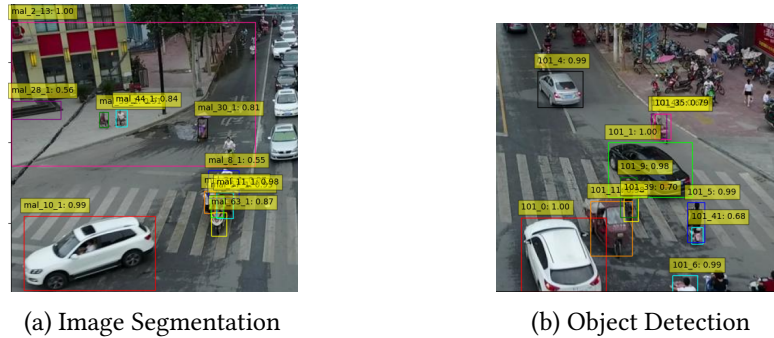 mal_2_13: 1.00
mal_28_1: 0.56
mal_44_1: 0.84
mal_30_1: 0.81
mal_8_1: 0.55
mal_11_1: 0.98
mal_63_1: 0.87
mal_10_1: 0.99
(a) Image Segmentation
101_4: 0.99
101_35: 0.79
101_1: 1.00
101_9: 0.98
101_11
101_39: 0.70
101_5: 0.99
101_0: 1.00
101_41: 0.68
101_6: 0.99
(b) Object Detection